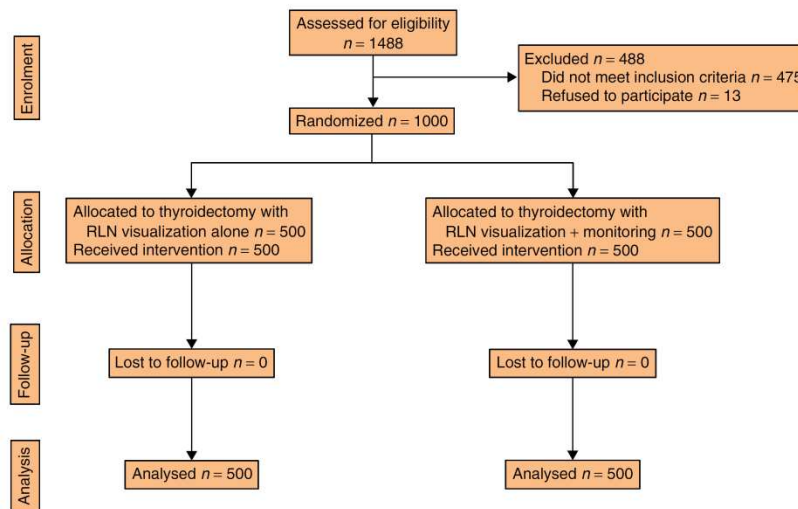 Enrolment
Assessed for eligibility
n = 1488
Excluded n = 488
Did not meet inclusion criteria n = 475
Refused to participate n = 13
Randomized n = 1000
Allocation
Allocated to thyroidectomy with
RLN visualization alone n = 500
Received intervention n = 500
Allocated to thyroidectomy with
RLN visualization + monitoring n = 500
Received intervention n = 500
Follow-up
Lost to follow-up n = 0
Lost to follow-up n = 0
Analysis
Analysed n = 500
Analysed n = 500